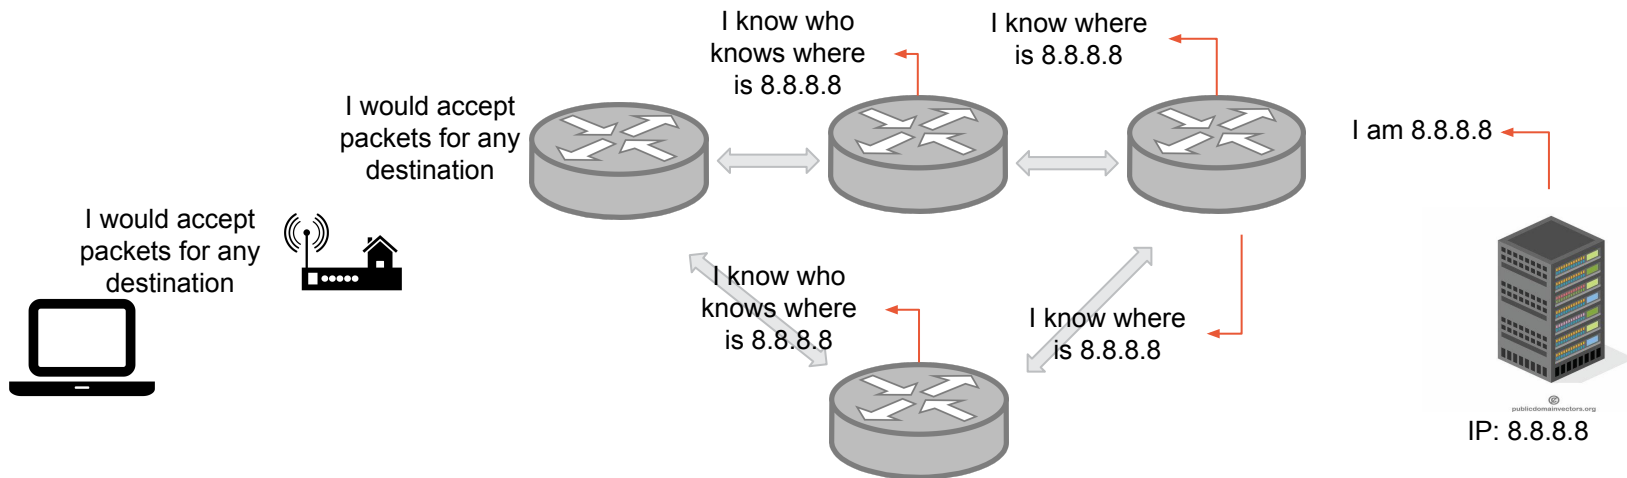 I know who
knows where
is 8.8.8.8
I know where
is 8.8.8.8
I would accept
packets for any
destination
I am 8.8.8.8
I would accept
packets for any
destination
I know who
knows where
is 8.8.8.8
I know where
is 8.8.8.8
publicdomainvectors.org
IP: 8.8.8.8